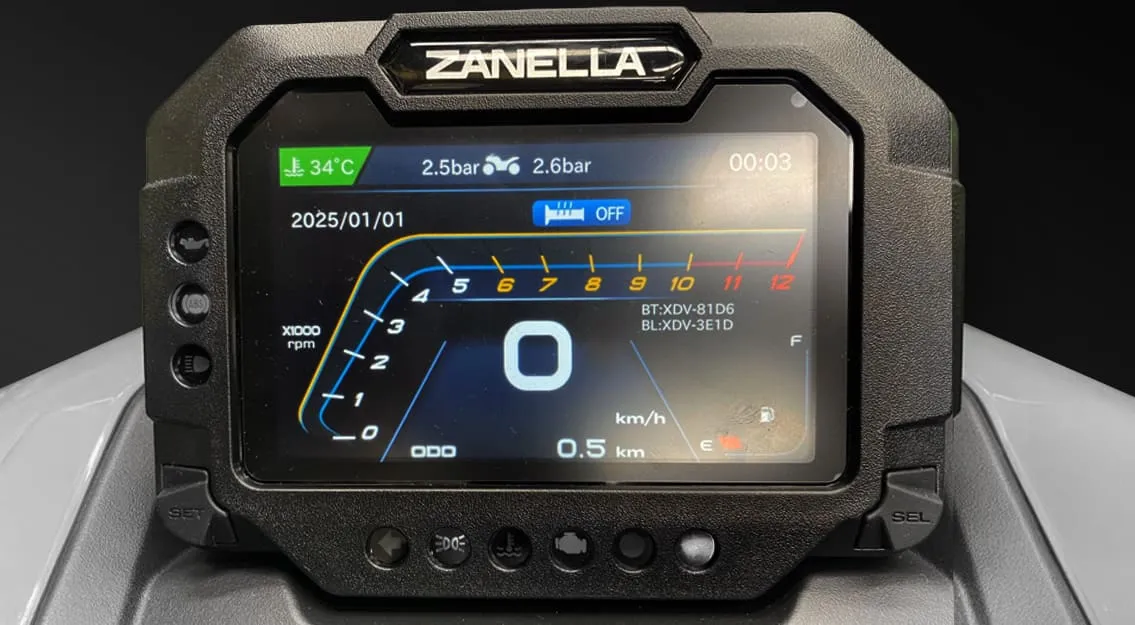 ZANELLA
34°C 2.5bar 2.6bar 00:03
2025/01/01 OFF
0 1 2 3 4 5 6 7 8 9 10 11 12
X1000
rpm
BT:XDV-81D6
BL:XDV-3E1D
F
0
km/h
ODO 0.5 km E
ABS
SET SEL